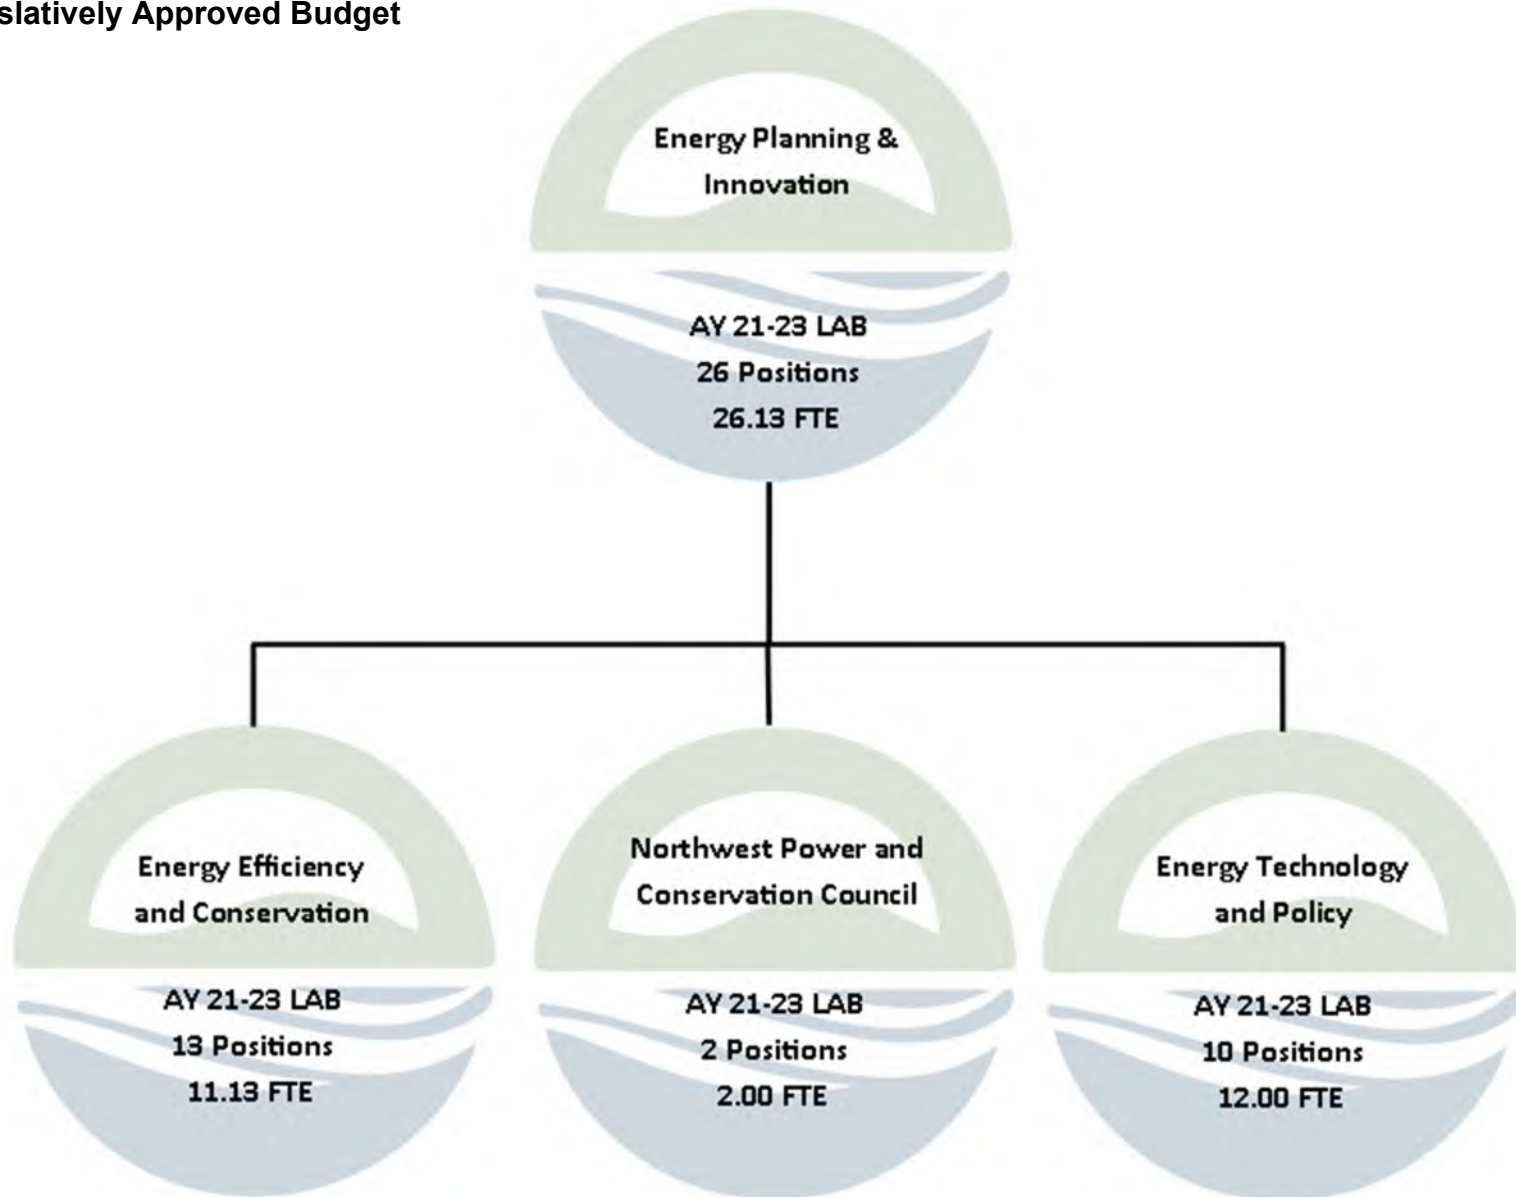 slatively Approved Budget
Energy Planning &
Innovation
AY 21-23 LAB
26 Positions
26.13 FTE
Energy Efficiency
and Conservation
AY 21-23 LAB
13 Positions
11.13 FTE
Northwest Power and
Conservation Council
AY 21-23 LAB
2 Positions
2.00 FTE
Energy Technology
and Policy
AY 21-23 LAB
10 Positions
12.00 FTE